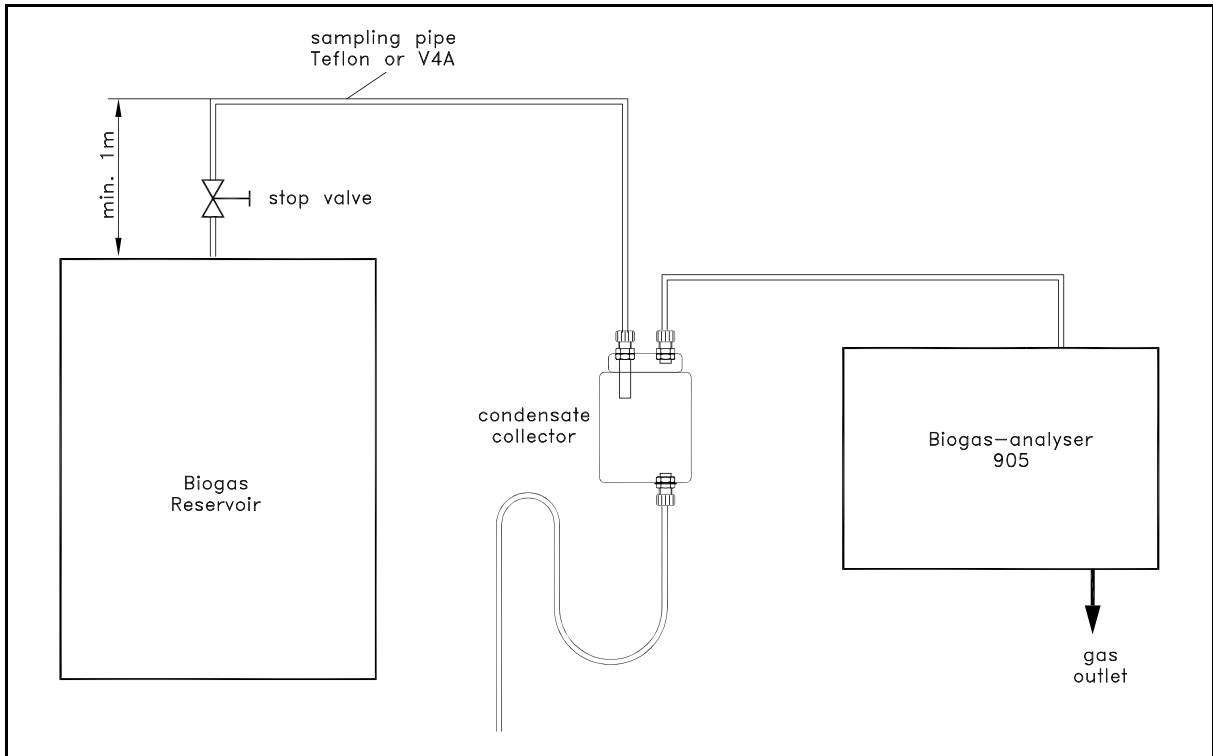 sampling pipe
Teflon or V4A
min. 1m
stop valve
condensate
collector
Biogas-analyser
905
Biogas
Reservoir
gas
outlet